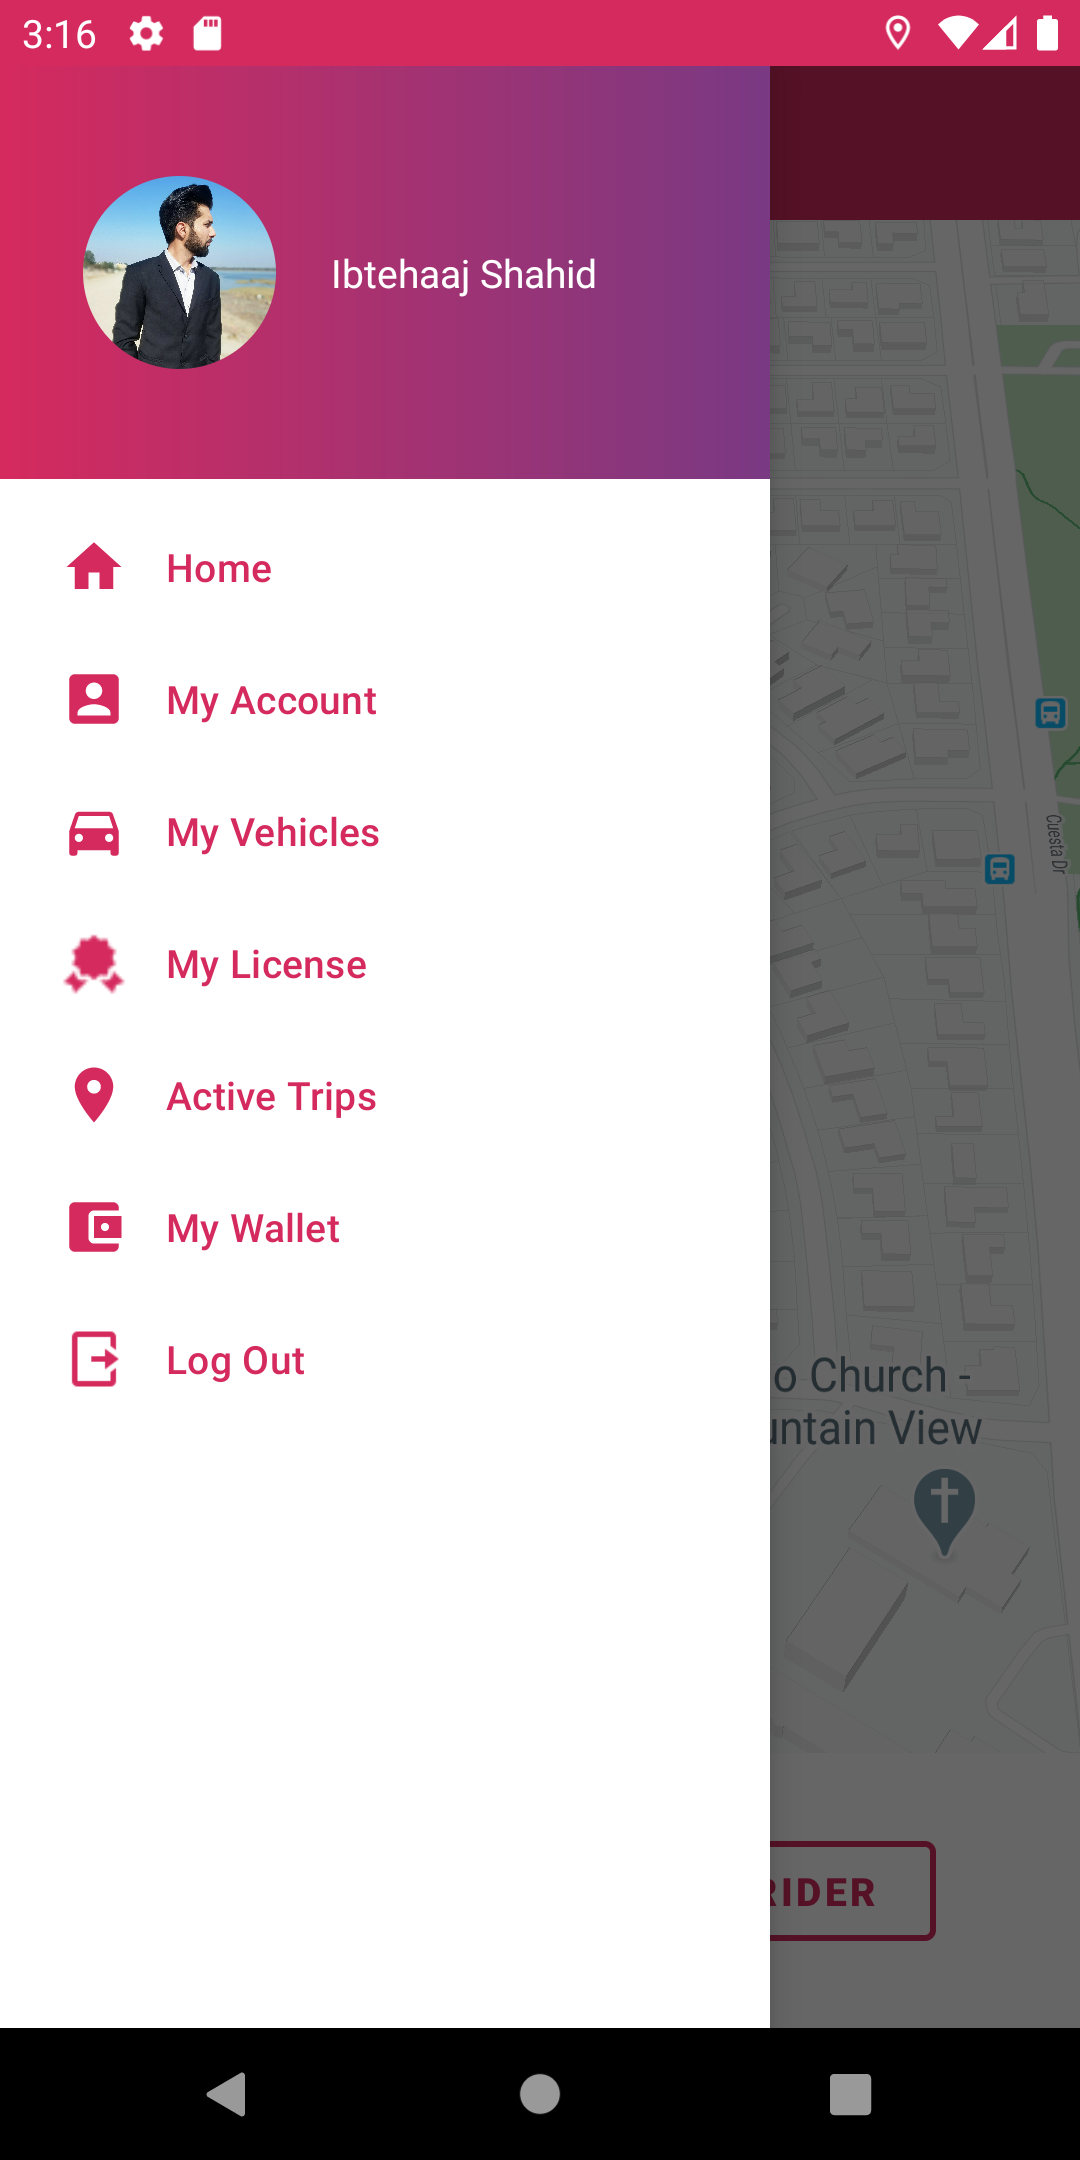 3:16
Ibtehaaj Shahid
Home
My Account
My Vehicles
My License
Active Trips
My Wallet
Log Out
Cuesta Dr
o Church -
untain View
RIDER